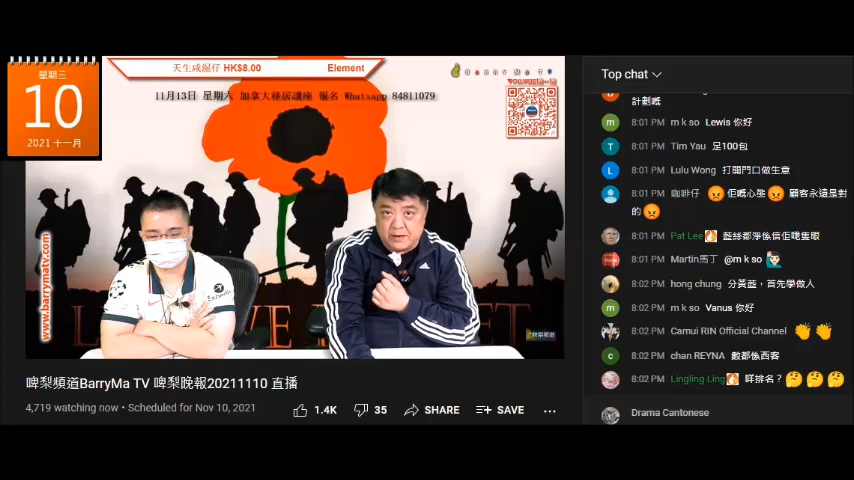 星期三
10
2021 十一月
天生咸濕仔 HK$8.00
Element
BARRYMATV
11月13日 星期六 加拿大移居講座 報名 Whatsapp 84811079
www.barrymatv.com
Expedia
adidas
啤梨頻道BarryMa TV 啤梨晚報20211110 直播
4,719 watching now • Scheduled for Nov 10, 2021
1.4K
35
SHARE
SAVE
Top chat
計劃嘅
8:01 PM m k so Lewis 你好
8:01 PM Tim Yau 足100包
8:01 PM Lulu Wong 打開門口做生意
8:01 PM 咖啡仔 😡 佢嘅心態 😡 顧客永遠是對
的 😡
8:01 PM Pat Lee 藍絲都淨係信佢哋隻眼
8:01 PM Martin馬丁 @m k so 🙋🏻‍♂️
8:02 PM hong chung 分黃藍，首先學做人
8:02 PM m k so Vanus 你好
8:02 PM Camui RIN Official Channel 👏 👏
8:02 PM chan REYNA 數都係西客
8:02 PM Lingling Ling 咩排名？🤔 🤔 🤔
Drama Cantonese